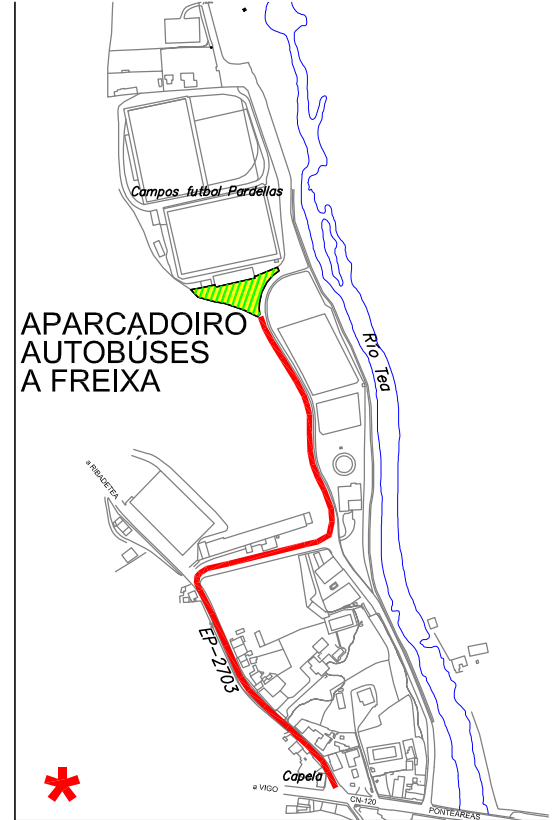 Campos futbol Pardellas
APARCADOIRO
AUTOBÚSES
A FREIXA
Río Tea
a RIBADETEA
EP-2703
Capela
a VIGO
CN-120
PONTEAREAS